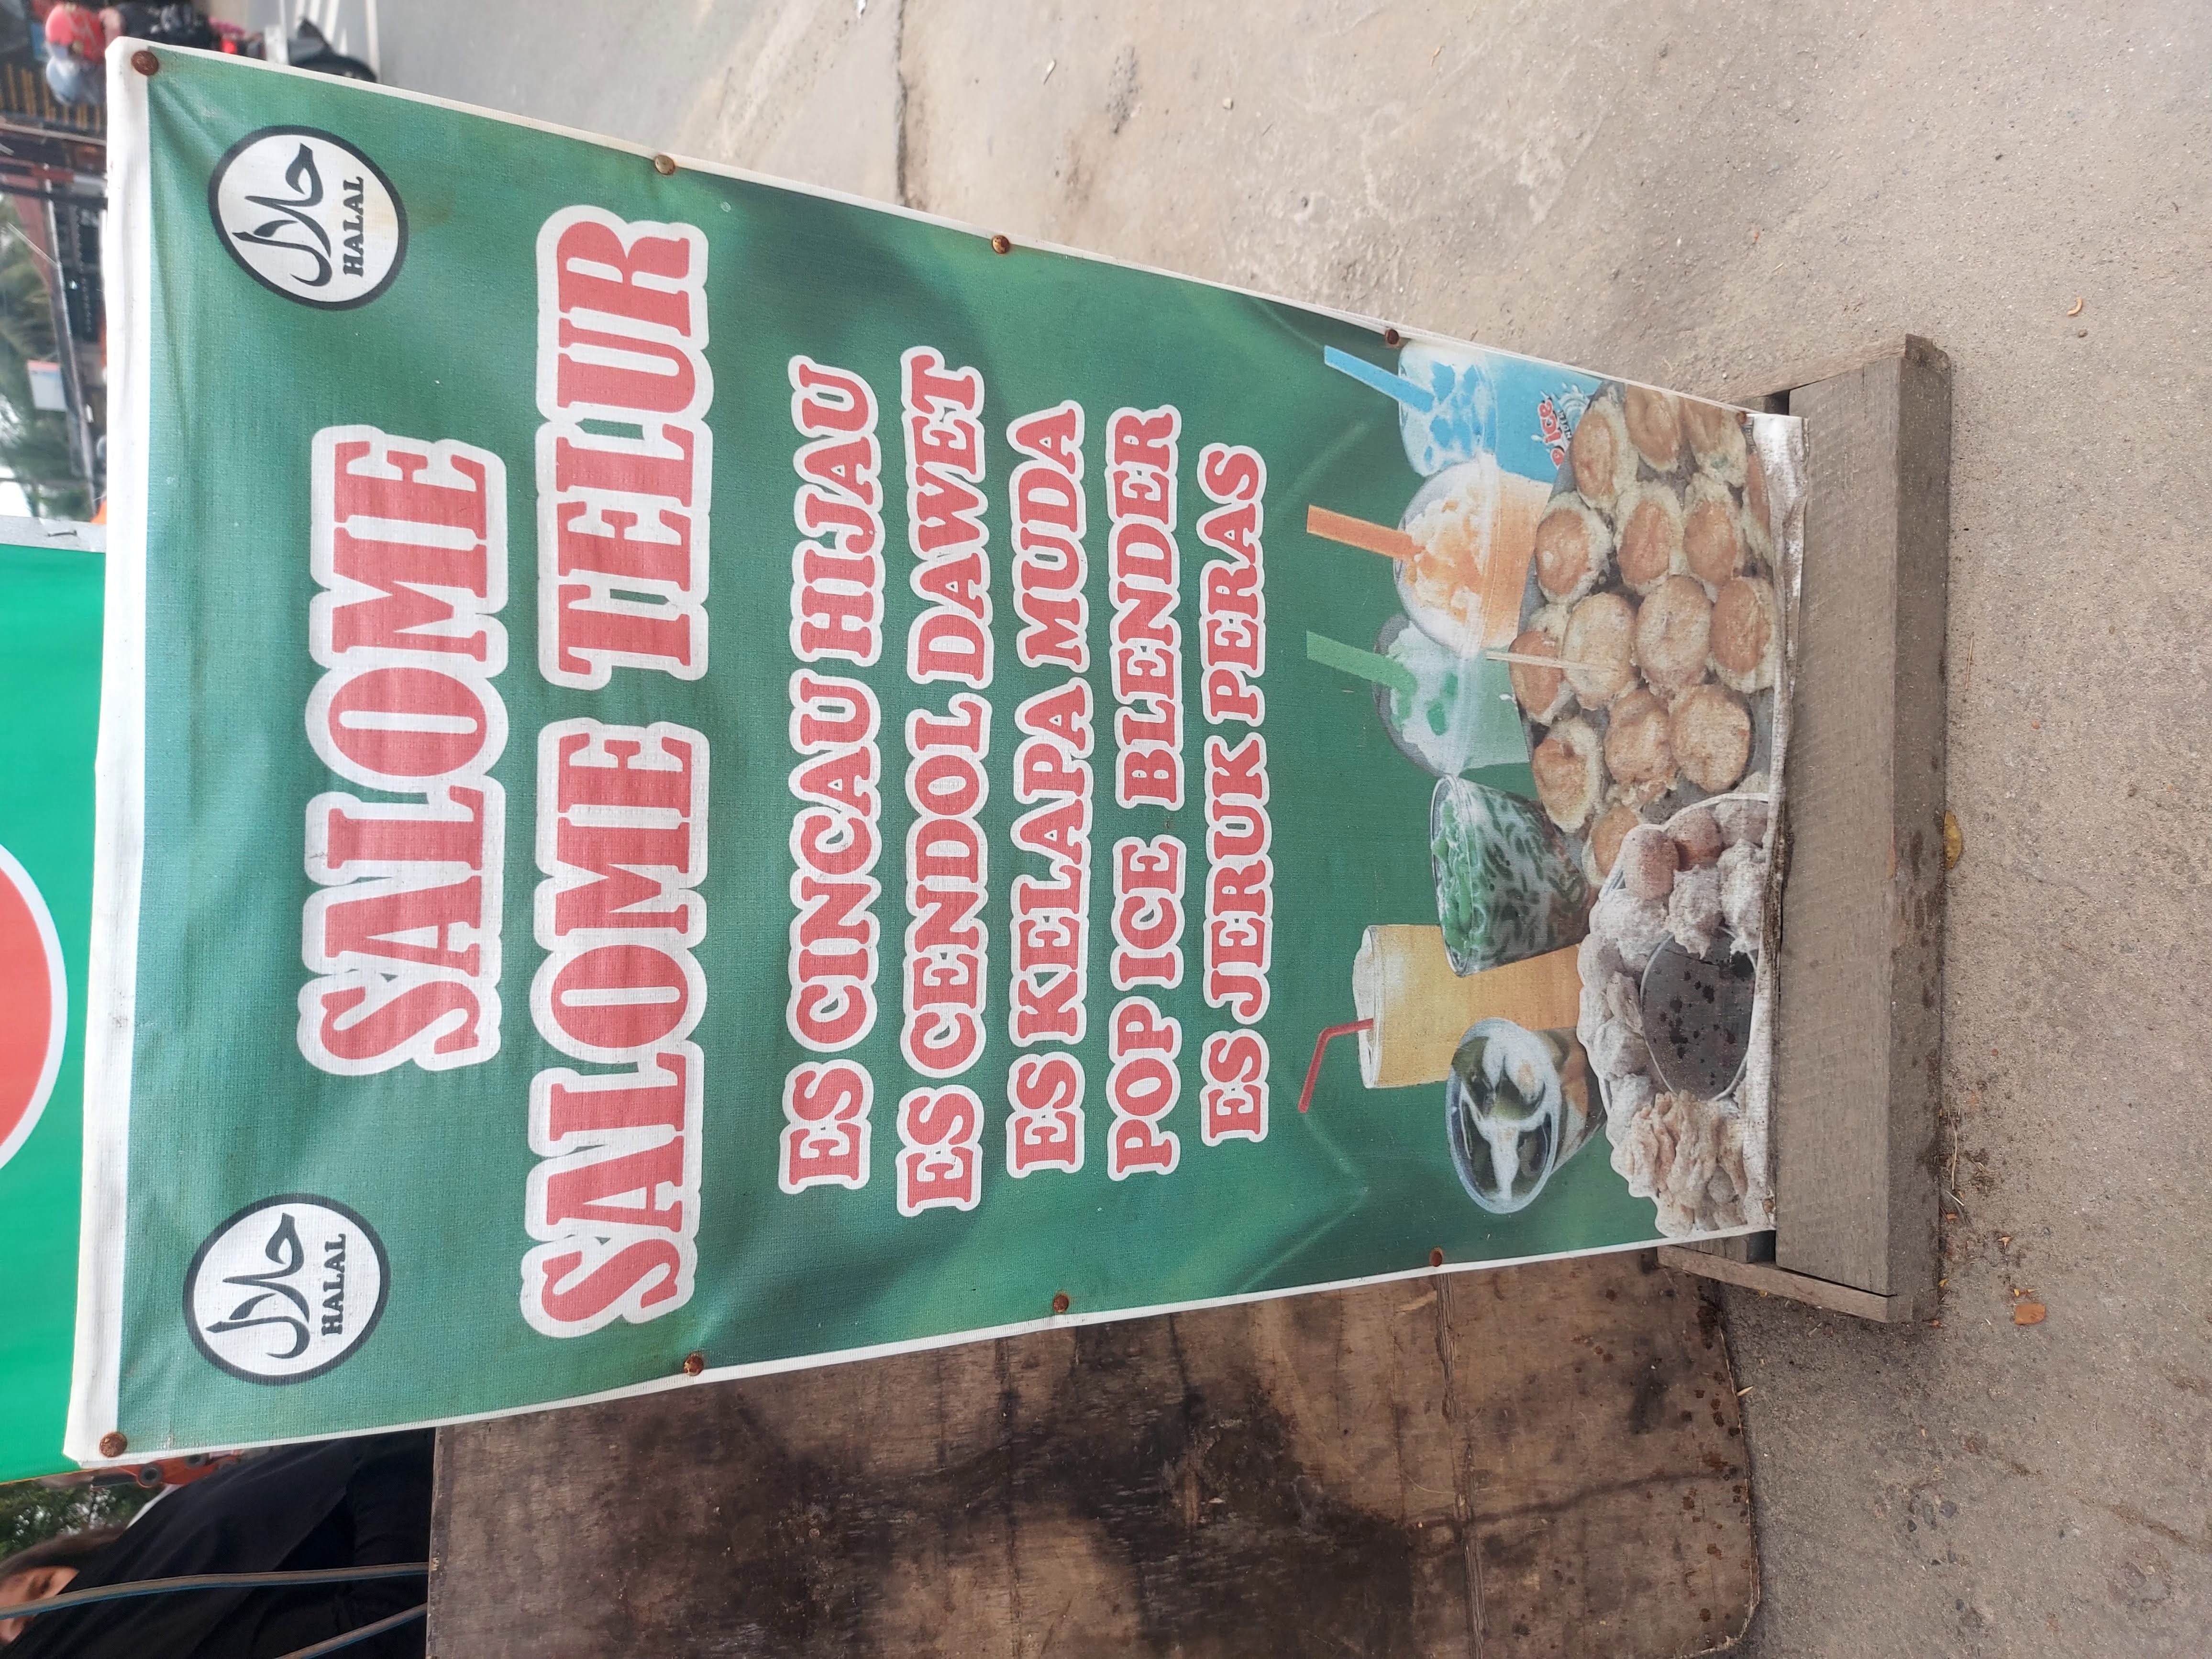 حلال
HALAL
حلال
HALAL
SALOME
SALOME TELUR
ES CINCAU HIJAU
ES CENDOL DAWET
ES KELAPA MUDA
POP ICE BLENDER
ES JERUK PERAS
ice